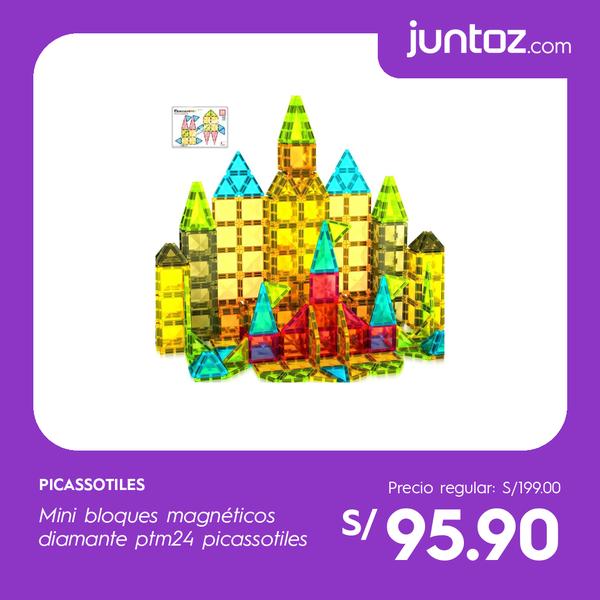 juntoz.com
PICASSOTILES
Mini bloques magnéticos
diamante ptm24 picassotiles
Precio regular: S/199.00
S/ 95.90